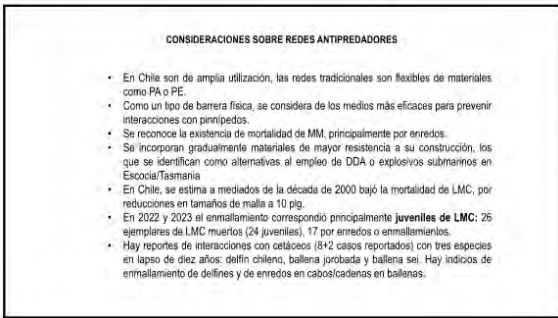 CONSIDERACIONES SOBRE REDES ANTIPREDADORES
• En Chile son de amplia utilización, las redes tradicionales son flexibles de materiales
como PA o PE.
• Como un tipo de barrera física, se considera de los medios más eficaces para prevenir
interacciones con pinnípedos.
• Se reconoce la existencia de mortalidad de MM, principalmente por enredos.
• Se incorporan gradualmente materiales de mayor resistencia a su construcción, los
que se identifican como alternativas al empleo de DDA o explosivos submarinos en
Escocia/Tasmania
• En Chile, se estima a mediados de la década de 2000 bajó la mortalidad de LMC, por
reducciones en tamaños de malla a 10 plg.
• En 2022 y 2023 el enmallamiento correspondió principalmente juveniles de LMC: 26
ejemplares de LMC muertos (24 juveniles), 17 por enredos o enmallamientos.
• Hay reportes de interacciones con cetáceos (8+2 casos reportados) con tres especies
en lapso de diez años: delfín chileno, ballena jorobada y ballena sei. Hay indicios de
enmallamiento de delfines y de enredos en cabos/cadenas en ballenas.